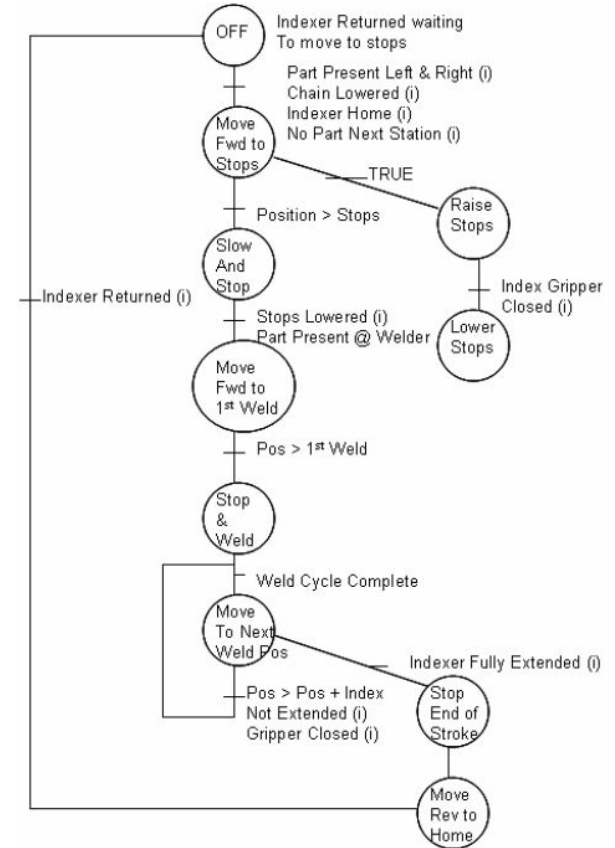 OFF
Indexer Returned waiting
To move to stops
Part Present Left & Right (i)
Chain Lowered (i)
Indexer Home (i)
No Part Next Station (i)
Move
Fwd to
Stops
TRUE
Raise
Stops
Position > Stops
Slow
And
Stop
Index Gripper
Closed (i)
Indexer Returned (i)
Stops Lowered (i)
Part Present @ Welder
Lower
Stops
Move
Fwd to
1st Weld
Pos > 1st Weld
Stop
&
Weld
Weld Cycle Complete
Move
To Next
Weld Pos
Indexer Fully Extended (i)
Pos > Pos + Index
Not Extended (i)
Gripper Closed (i)
Stop
End of
Stroke
Move
Rev to
Home